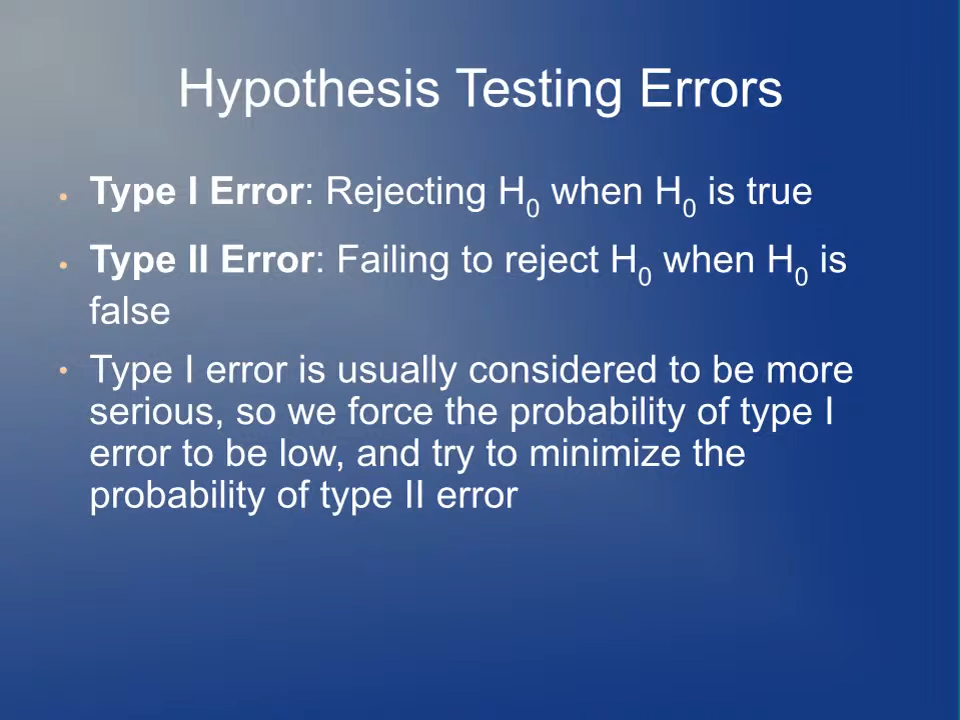 Hypothesis Testing Errors
• Type I Error: Rejecting H0 when H0 is true
• Type II Error: Failing to reject H0 when H0 is
false
• Type I error is usually considered to be more
serious, so we force the probability of type I
error to be low, and try to minimize the
probability of type II error